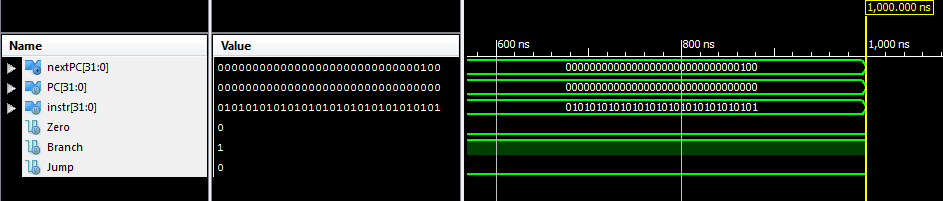 1,000.000 ns
600 ns 800 ns 1,000 ns
Name Value
nextPC[31:0] 00000000000000000000000000000100 00000000000000000000000000000100
PC[31:0] 00000000000000000000000000000000 00000000000000000000000000000000
instr[31:0] 01010101010101010101010101010101 01010101010101010101010101010101
Zero 0
Branch 1
Jump 0